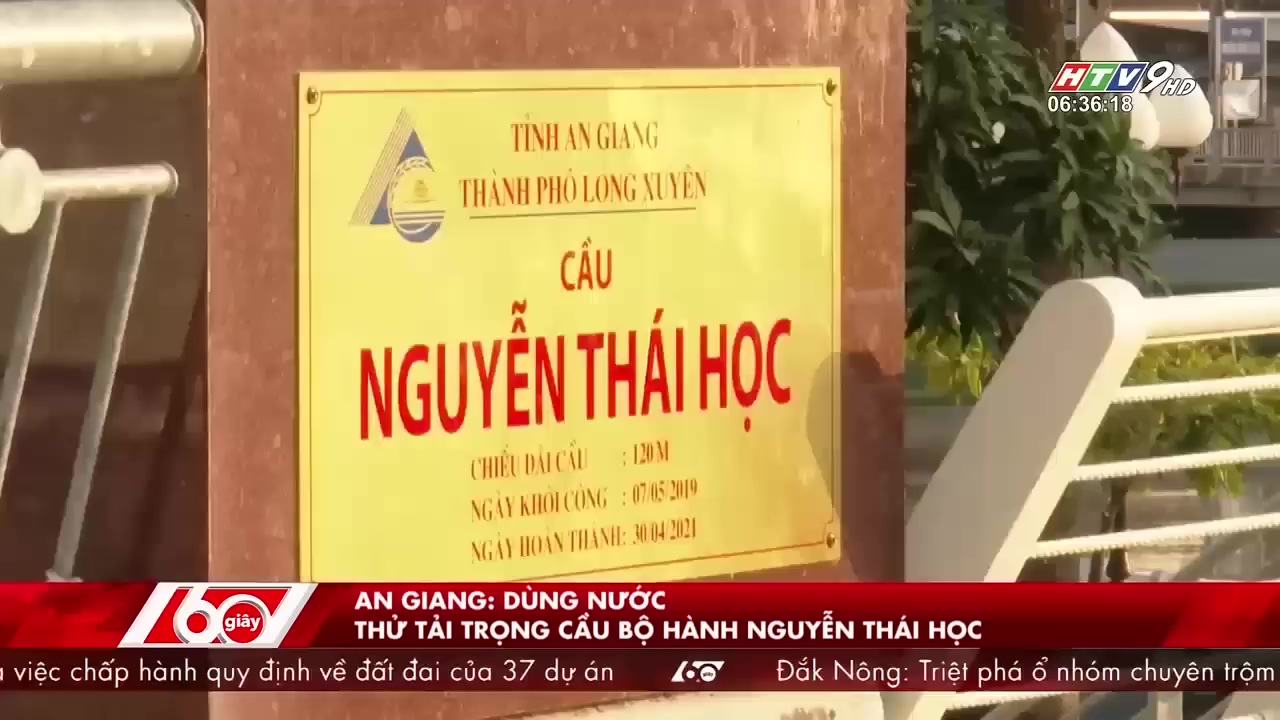 HTV9 HD
06:36:18
TỈNH AN GIANG
THÀNH PHỐ LONG XUYÊN
CẦU
NGUYỄN THÁI HỌC
CHIỀU DÀI CẦU : 120 M
NGÀY KHỞI CÔNG : 07/05/2019
NGÀY HOÀN THÀNH: 30/04/2021
60 giây
AN GIANG: DÙNG NƯỚC
THỬ TẢI TRỌNG CẦU BỘ HÀNH NGUYỄN THÁI HỌC
việc chấp hành quy định về đất đai của 37 dự án 60 giây Đắk Nông: Triệt phá ổ nhóm chuyên trộm